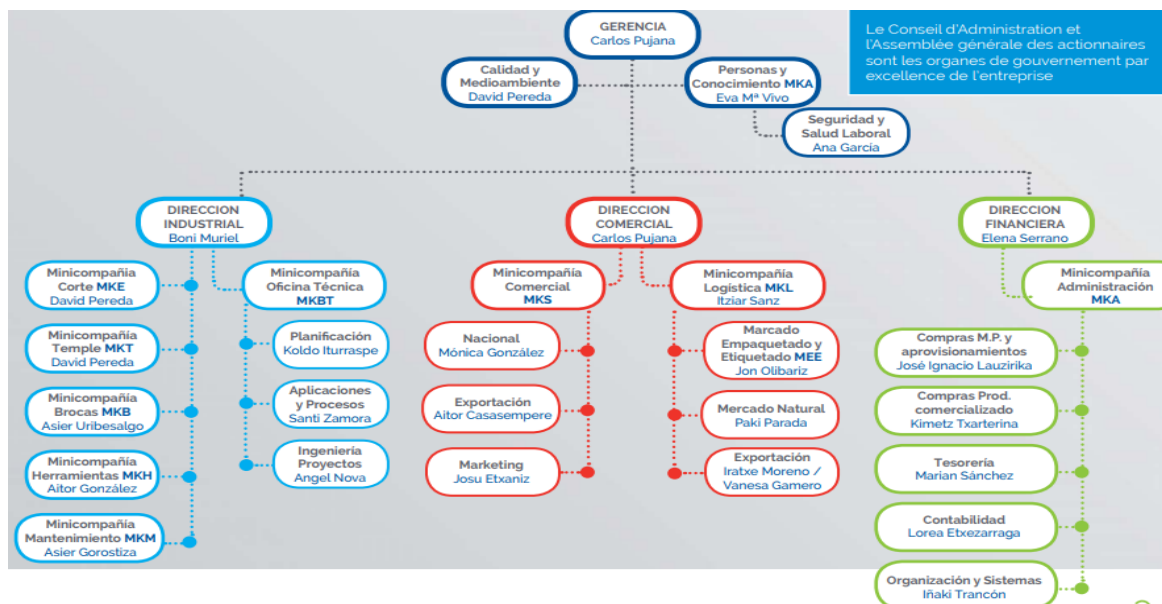 GERENCIA
Carlos Pujana
Le Conseil d'Administration et
l'Assemblée générale des actionnaires
sont les organes de gouvernement par
excellence de l'entreprise
Calidad y
Medioambiente
David Pereda
Personas y
Conocimiento MKA
Eva Mª Vivo
Seguridad y
Salud Laboral
Ana García
DIRECCION
INDUSTRIAL
Boni Muriel
Minicompañia
Corte MKE
David Pereda
Minicompañía
Temple MKT
David Pereda
Minicompañía
Brocas MKB
Asier Uribesalgo
Minicompañía
Herramientas MKH
Aitor González
Minicompañía
Mantenimiento MKM
Asier Gorostiza
Minicompañía
Oficina Técnica
MKBT
Planificación
Koldo Iturraspe
Aplicaciones
y Procesos
Santi Zamora
Ingeniería
Proyectos
Angel Nova
DIRECCION
COMERCIAL
Carlos Pujana
Minicompañía
Comercial
MKS
Nacional
Mónica González
Exportación
Aitor Casasempere
Marketing
Josu Etxaniz
Minicompañía
Logística MKL
Itziar Sanz
Marcado
Empaquetado y
Etiquetado MEE
Jon Olibariz
Mercado Natural
Paki Parada
Exportación
Iratxe Moreno /
Vanesa Gamero
DIRECCION
FINANCIERA
Elena Serrano
Minicompañía
Administración
MKA
Compras M.P. y
aprovisionamientos
José Ignacio Lauzirika
Compras Prod.
comercializado
Kimetz Txarterina
Tesorería
Marian Sánchez
Contabilidad
Lorea Etxezarraga
Organización y Sistemas
Iñaki Trancón